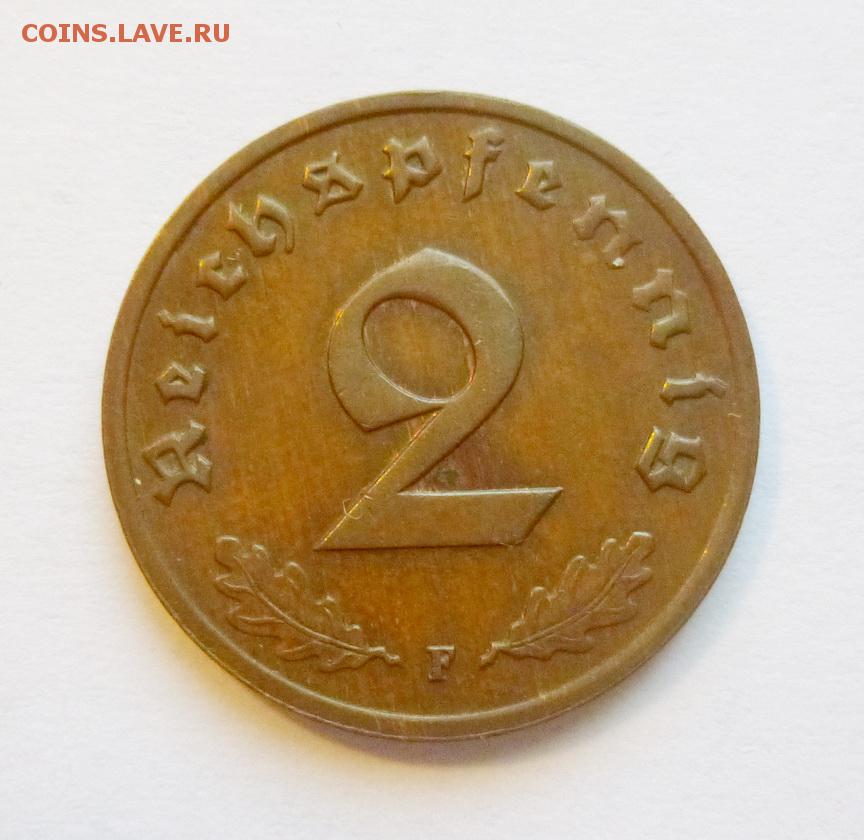 COINS.LAVE.RU
Reichspfennig
2
F